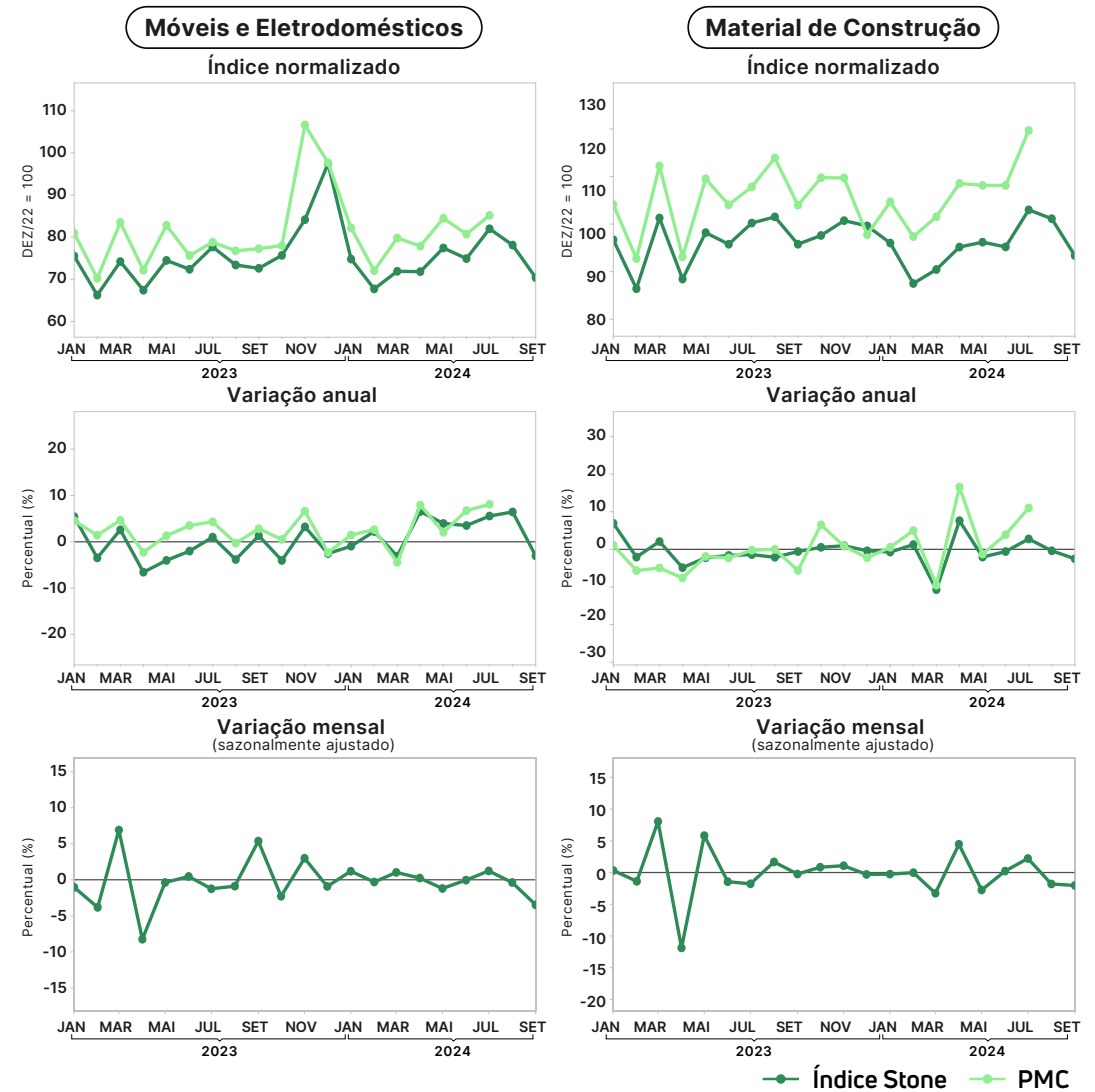 Móveis e Eletrodomésticos
Índice normalizado
DEZ/22 = 100
110
100
90
80
70
60
JAN MAR MAI JUL SET NOV JAN MAR MAI JUL SET
2023 2024
Variação anual
Percentual (%)
20
10
0
-10
-20
JAN MAR MAI JUL SET NOV JAN MAR MAI JUL SET
2023 2024
Variação mensal
(sazonalmente ajustado)
Percentual (%)
15
10
5
0
-5
-10
-15
JAN MAR MAI JUL SET NOV JAN MAR MAI JUL SET
2023 2024
Material de Construção
Índice normalizado
DEZ/22 = 100
130
120
110
100
90
80
JAN MAR MAI JUL SET NOV JAN MAR MAI JUL SET
2023 2024
Variação anual
Percentual (%)
30
20
10
0
-10
-20
-30
JAN MAR MAI JUL SET NOV JAN MAR MAI JUL SET
2023 2024
Variação mensal
(sazonalmente ajustado)
Percentual (%)
15
10
5
0
-5
-10
-15
-20
JAN MAR MAI JUL SET NOV JAN MAR MAI JUL SET
2023 2024
Índice Stone PMC